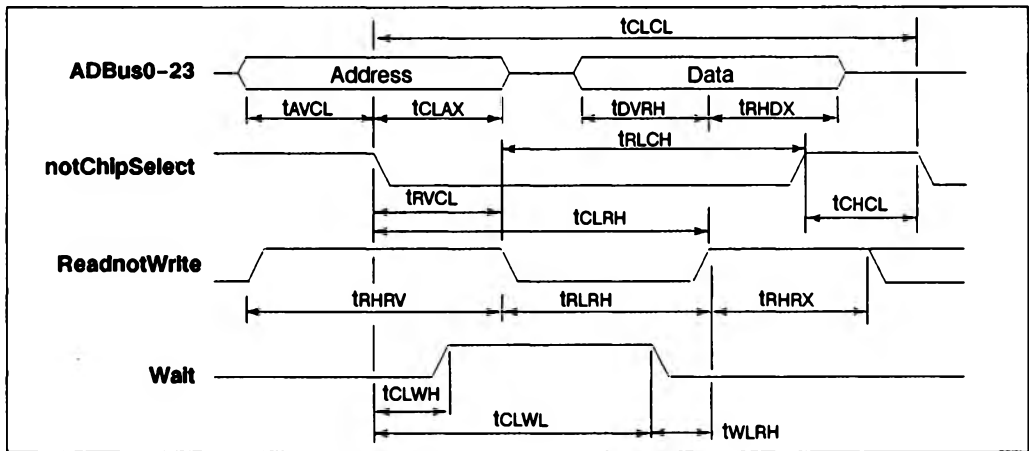 tCLCL
ADBus0-23
Address
Data
tAVCL
tCLAX
tDVRH
tRHDX
tRLCH
notChipSelect
tRVCL
tCHCL
tCLRH
ReadnotWrite
tRHRV
tRLRH
tRHRX
Wait
tCLWH
tCLWL
tWLRH